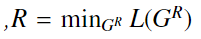 ,R = min_{G^R} L(G^R)